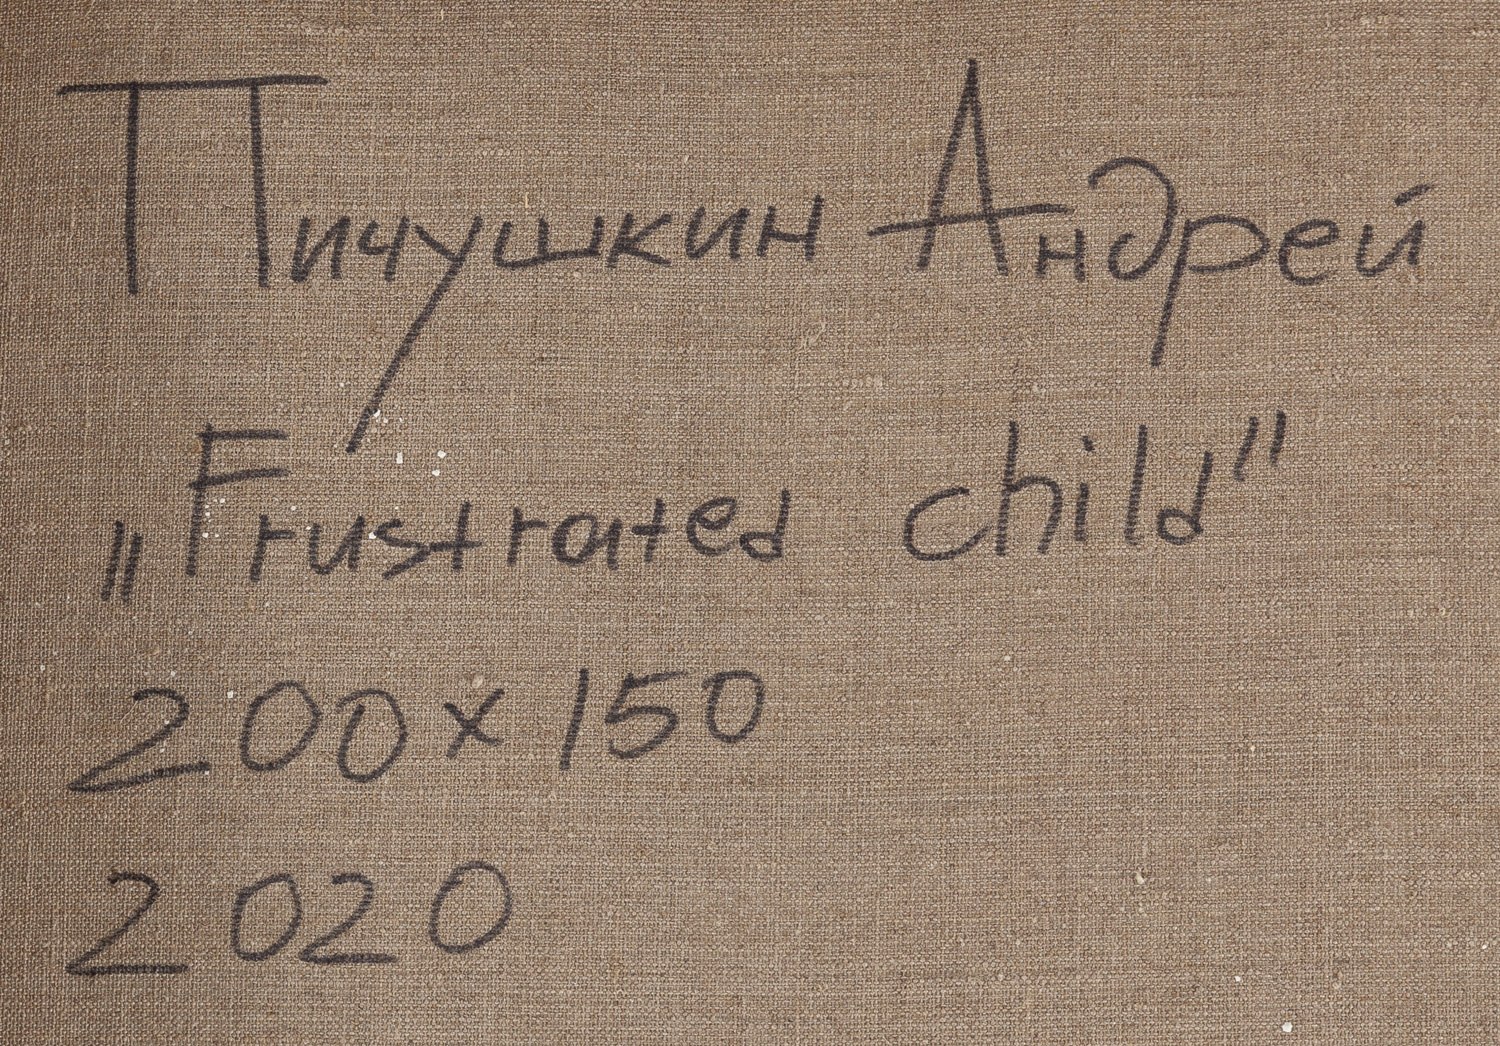 Пичушкин Андрей
„Frustrated child"
200 x 150
2020